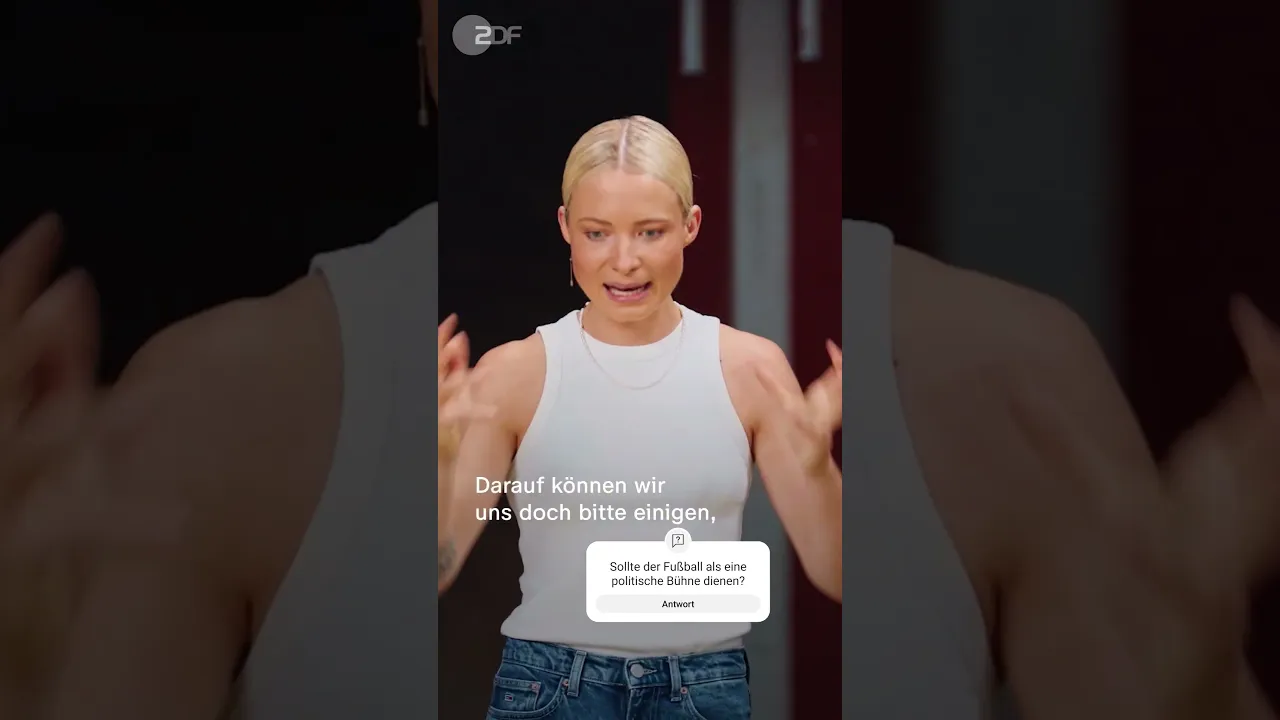 ZDF
Darauf können wir
uns doch bitte einigen,
Sollte der Fußball als eine
politische Bühne dienen?
Antwort